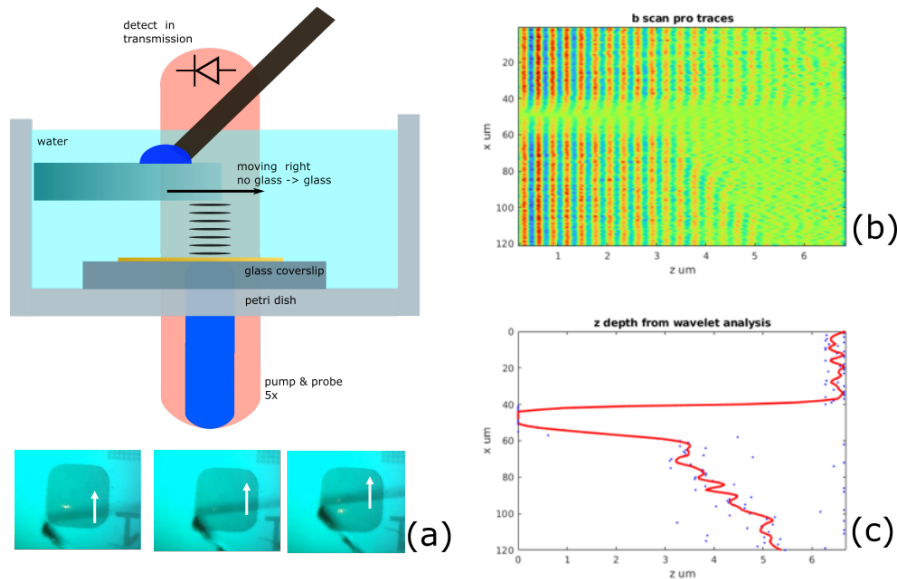 detect in
transmission
water
moving right
no glass -> glass
glass coverslip
petri dish
pump & probe
5x
(a)
b scan pro traces
x um
20
40
60
80
100
120
1 2 3 4 5 6
z um
(b)
z depth from wavelet analysis
x um
0
20
40
60
80
100
120
0 1 2 3 4 5 6
z um
(c)